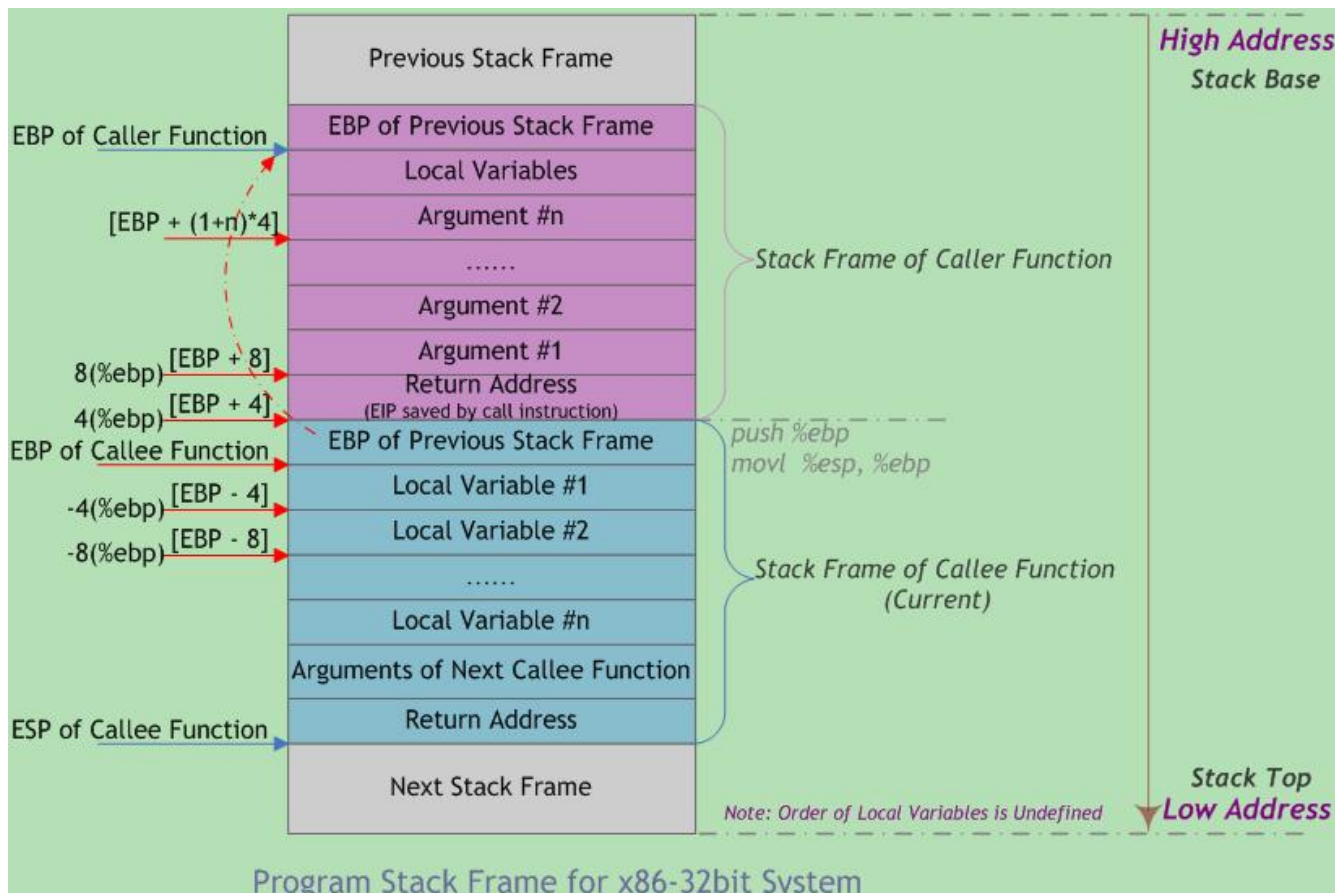 High Address
Stack Base
Previous Stack Frame
EBP of Previous Stack Frame
EBP of Caller Function
Local Variables
Argument #n
[EBP + (1+n)*4]
......
Stack Frame of Caller Function
Argument #2
Argument #1
8(%ebp) [EBP + 8]
Return Address
(EIP saved by call instruction)
4(%ebp) [EBP + 4]
push %ebp
movl %esp, %ebp
EBP of Previous Stack Frame
EBP of Callee Function
Local Variable #1
-4(%ebp) [EBP - 4]
Local Variable #2
-8(%ebp) [EBP - 8]
......
Stack Frame of Callee Function
(Current)
Local Variable #n
Arguments of Next Callee Function
Return Address
ESP of Callee Function
Next Stack Frame
Stack Top
Low Address
Note: Order of Local Variables is Undefined
Program Stack Frame for x86-32bit System